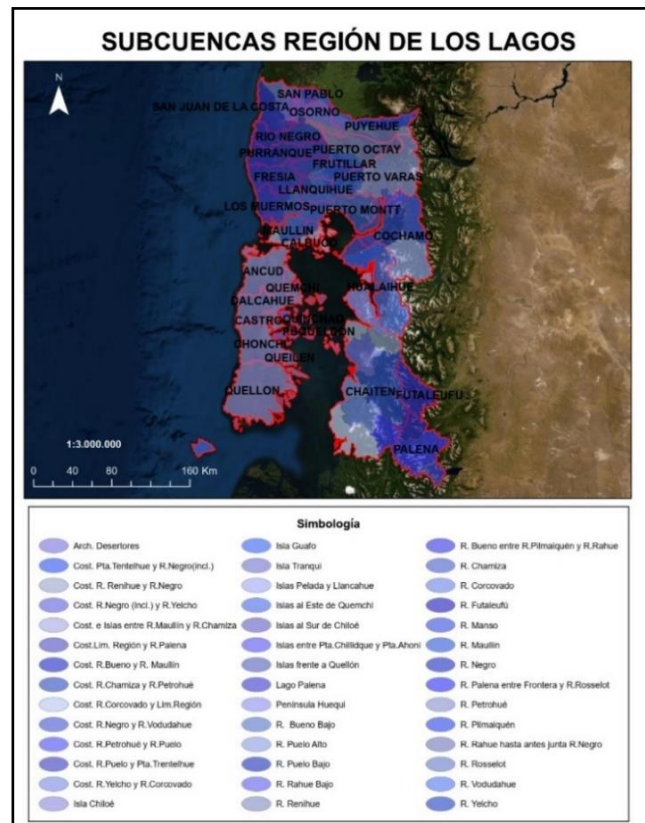 SUBCUENCAS REGIÓN DE LOS LAGOS
N
SAN PABLO
SAN JUAN DE LA COSTA
OSORNO
PUYEHUE
RIO NEGRO
PURRANQUE
PUERTO OCTAY
FRUTILLAR
FRESIA
PUERTO VARAS
LLANQUIHUE
LOS MUERMOS
PUERTO MONTT
MAULLIN
COCHAMO
CALBUCO
ANCUD
HUALAIHUE
QUEMCHI
DALCAHUE
CASTRO
QUINCHAO
PUQUELDON
CHONCHI
QUEILEN
QUELLON
CHAITEN
FUTALEUFU
PALENA
1:3.000.000
0 40 80 160 Km
Simbología
Arch. Desertores
Cost. Pta.Tentelhue y R.Negro(incl.)
Cost. R. Renihue y R.Negro
Cost. R.Negro (incl.) y R.Yelcho
Cost. e Islas entre R.Maullín y R.Chamiza
Cost.Lim. Región y R.Palena
Cost. R.Bueno y R. Maullín
Cost. R.Chamiza y R.Petrohué
Cost. R.Corcovado y Lím.Región
Cost. R.Negro y R.Vodudahue
Cost. R.Petrohué y R.Puelo
Cost. R.Puelo y Pta.Trentelhue
Cost. R.Yelcho y R.Corcovado
Isla Chiloé
Isla Guafo
Isla Tranqui
Islas Pelada y Llancahue
Islas al Este de Quemchi
Islas al Sur de Chiloé
Islas entre Pta.Chillidque y Pta.Ahoni
Islas frente a Quellón
Lago Palena
Península Huequi
R. Bueno Bajo
R. Puelo Alto
R. Puelo Bajo
R. Rahue Bajo
R. Renihue
R. Bueno entre R.Pilmaiquén y R.Rahue
R. Chamiza
R. Corcovado
R. Futaleufú
R. Manso
R. Maullín
R. Negro
R. Palena entre Frontera y R.Rosselot
R. Petrohué
R. Pilmaiquén
R. Rahue hasta antes junta R.Negro
R. Rosselot
R. Vodudahue
R. Yelcho